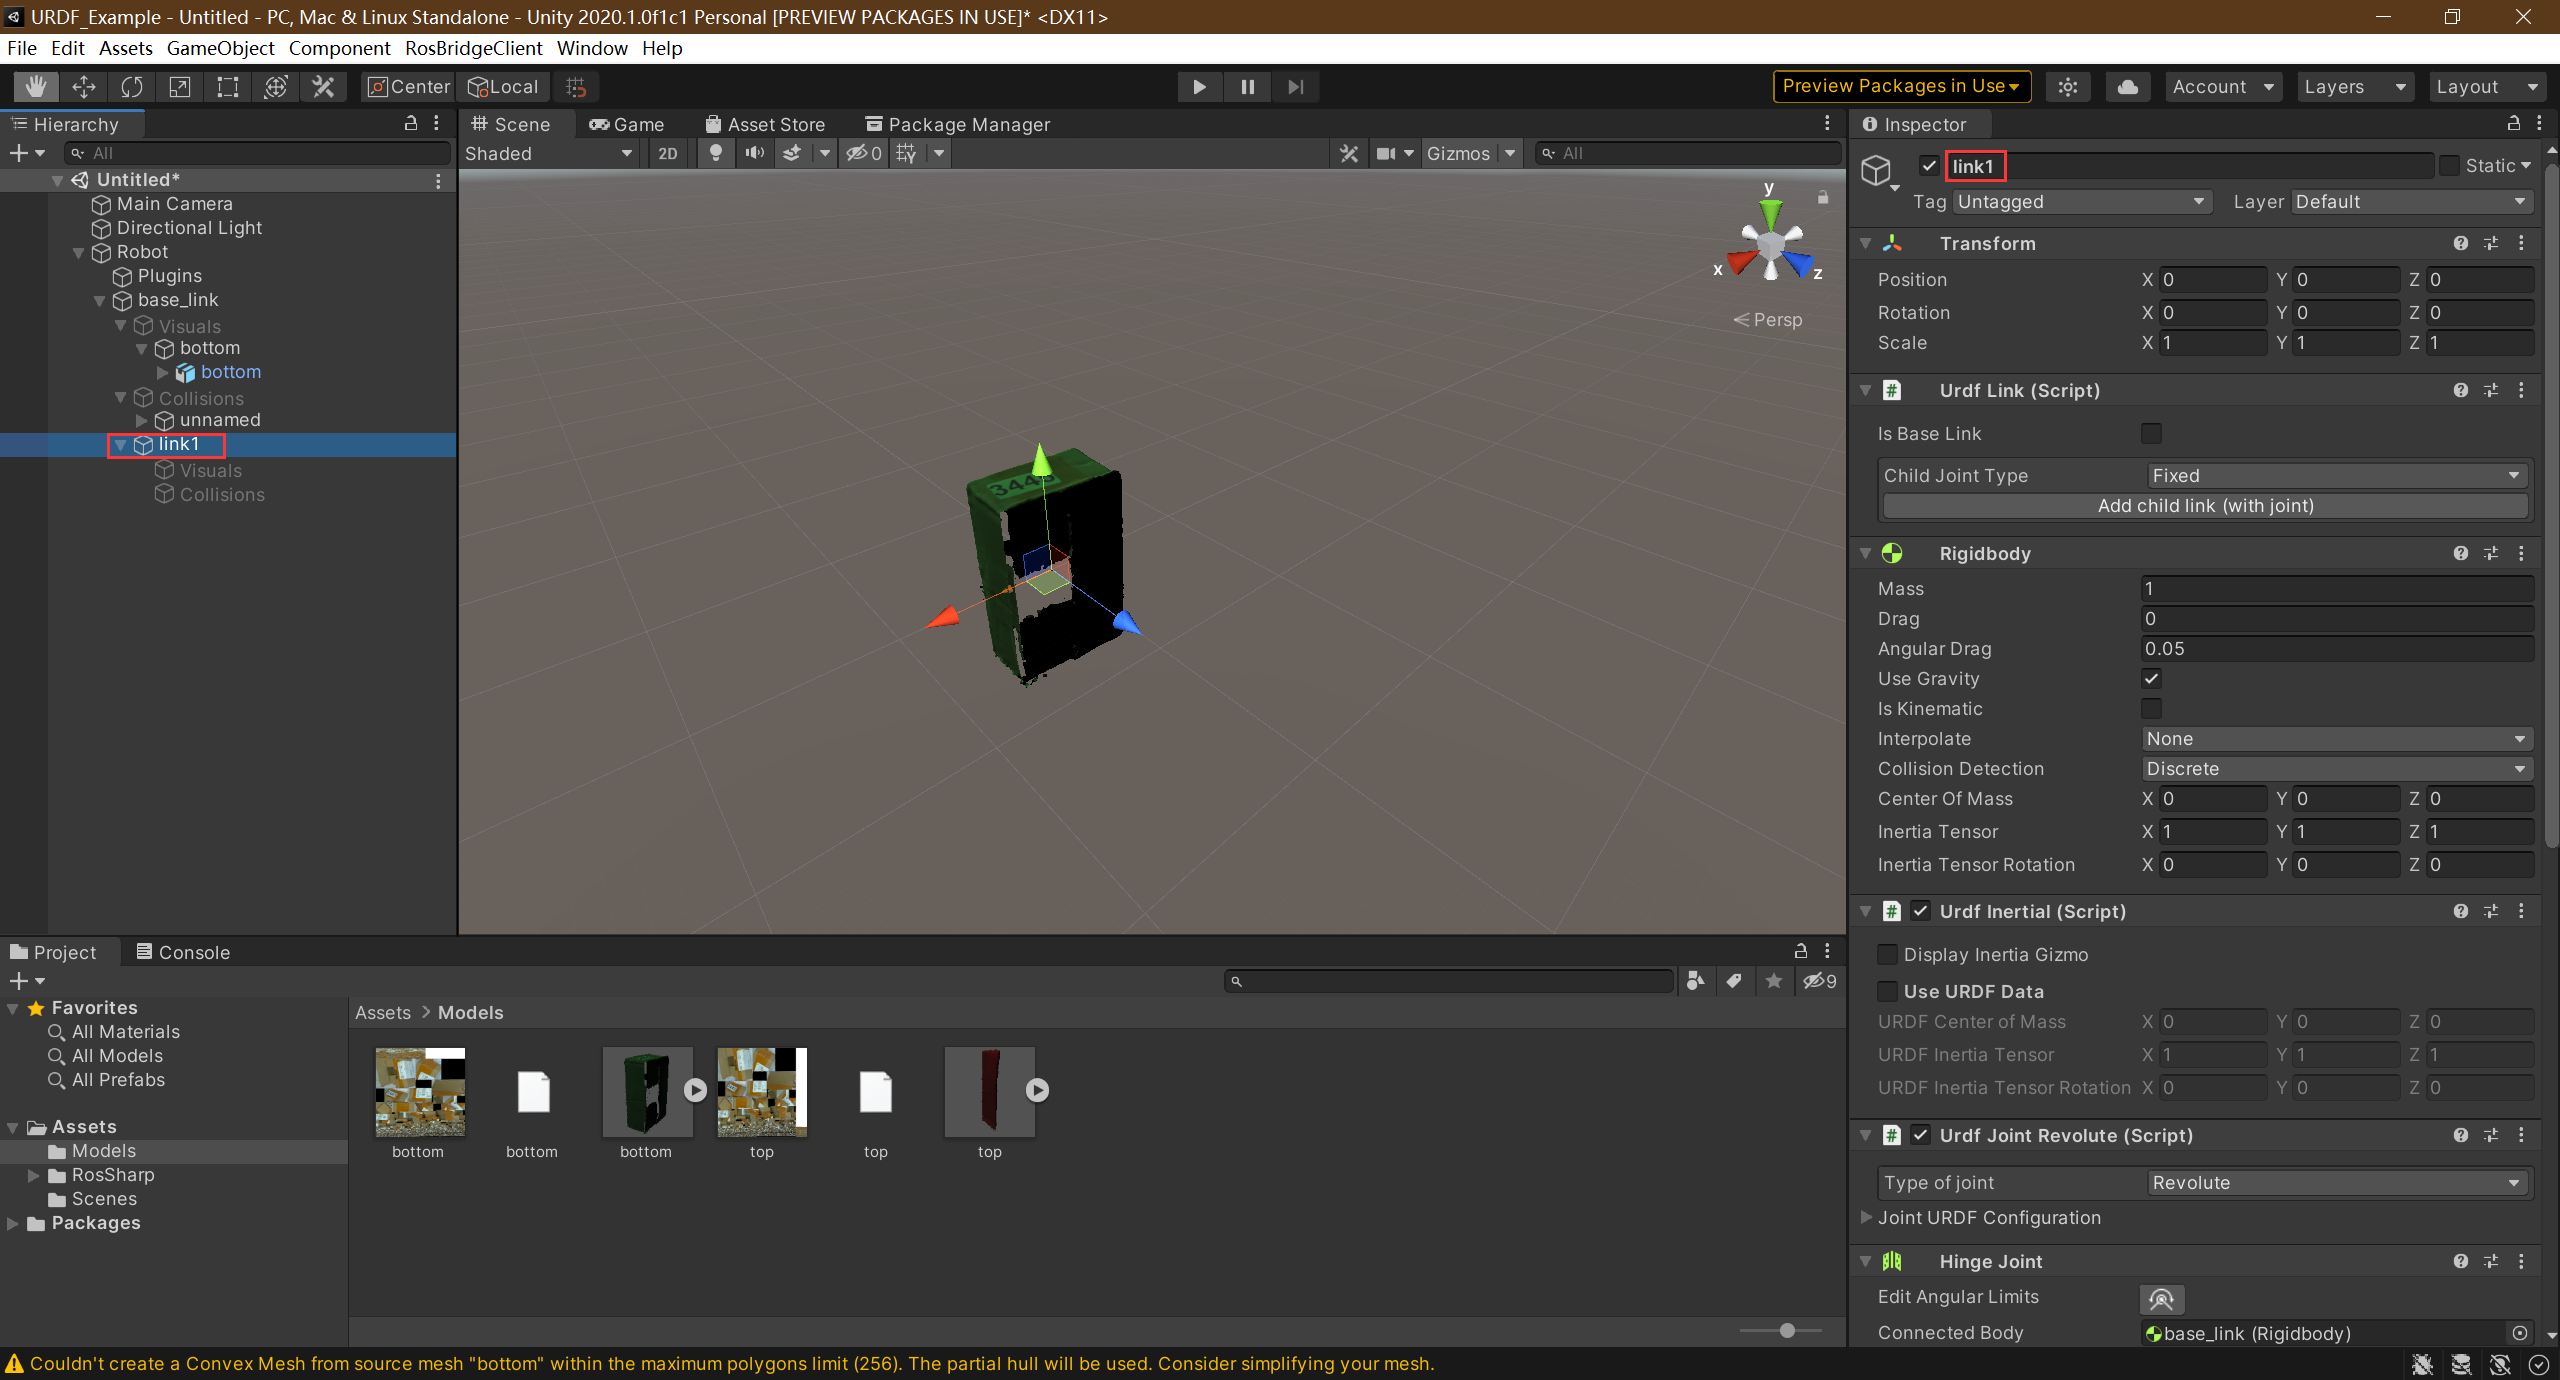 URDF_Example - Untitled - PC, Mac & Linux Standalone - Unity 2020.1.0f1c1 Personal [PREVIEW PACKAGES IN USE]* <DX11>
File Edit Assets GameObject Component RosBridgeClient Window Help
Center Local Preview Packages in Use Account Layers Layout
Hierarchy
All
Untitled*
Main Camera
Directional Light
Robot
Plugins
base_link
Visuals
bottom
bottom
Collisions
unnamed
link1
Visuals
Collisions
Scene Game Asset Store Package Manager
Shaded 2D 0 Gizmos All
y
x
z
Persp
3443
Inspector
link1 Static
Tag Untagged Layer Default
Transform
Position X 0 Y 0 Z 0
Rotation X 0 Y 0 Z 0
Scale X 1 Y 1 Z 1
Urdf Link (Script)
Is Base Link
Child Joint Type Fixed
Add child link (with joint)
Rigidbody
Mass 1
Drag 0
Angular Drag 0.05
Use Gravity
Is Kinematic
Interpolate None
Collision Detection Discrete
Center Of Mass X 0 Y 0 Z 0
Inertia Tensor X 1 Y 1 Z 1
Inertia Tensor Rotation X 0 Y 0 Z 0
Urdf Inertial (Script)
Display Inertia Gizmo
Use URDF Data
URDF Center of Mass X 0 Y 0 Z 0
URDF Inertia Tensor X 1 Y 1 Z 1
URDF Inertia Tensor Rotation X 0 Y 0 Z 0
Urdf Joint Revolute (Script)
Type of joint Revolute
Joint URDF Configuration
Hinge Joint
Edit Angular Limits
Connected Body base_link (Rigidbody)
Project Console
9
Favorites
All Materials
All Models
All Prefabs
Assets
Models
RosSharp
Scenes
Packages
Assets > Models
bottom bottom bottom top top top
Couldn't create a Convex Mesh from source mesh "bottom" within the maximum polygons limit (256). The partial hull will be used. Consider simplifying your mesh.